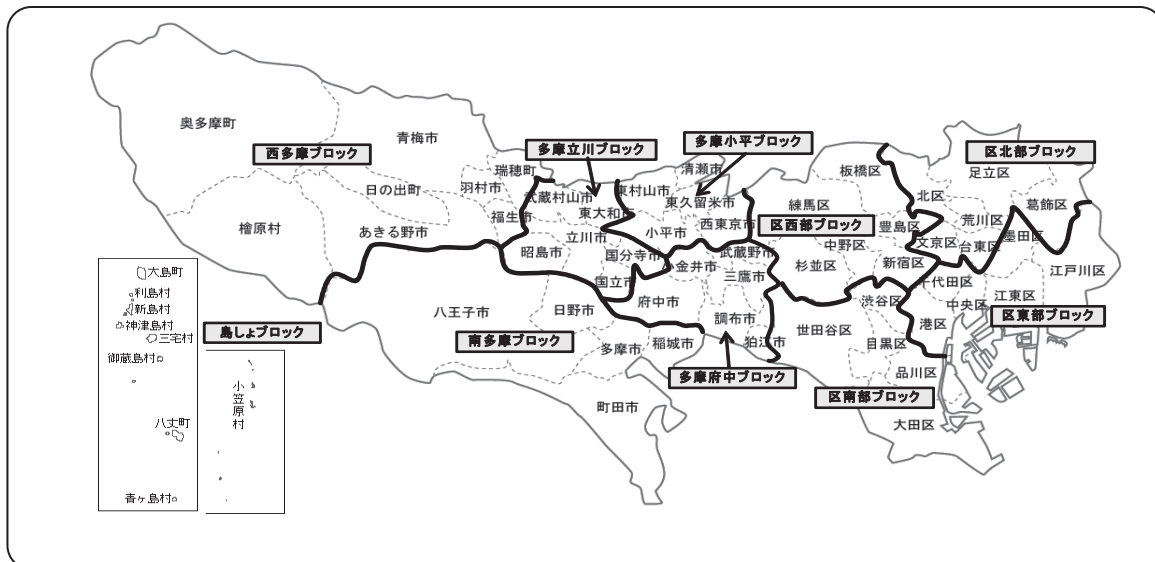 奥多摩町
青梅市
西多摩ブロック
瑞穂町
羽村市
日の出町
福生市
檜原村
あきる野市
多摩立川ブロック
武蔵村山市
東大和市
立川市
昭島市
国分寺市
国立市
多摩小平ブロック
清瀬市
東村山市
東久留米市
西東京市
小平市
区西部ブロック
板橋区
練馬区
豊島区
中野区
杉並区
新宿区
区北部ブロック
足立区
北区
荒川区
葛飾区
文京区
台東区
墨田区
江戸川区
千代田区
中央区
江東区
港区
区東部ブロック
武蔵野市
小金井市
三鷹市
府中市
調布市
狛江市
多摩府中ブロック
渋谷区
世田谷区
目黒区
品川区
区南部ブロック
大田区
八王子市
日野市
南多摩ブロック
多摩市
稲城市
町田市
島しょブロック
大島町
利島村
新島村
神津島村
三宅村
御蔵島村
八丈町
青ヶ島村
小笠原村